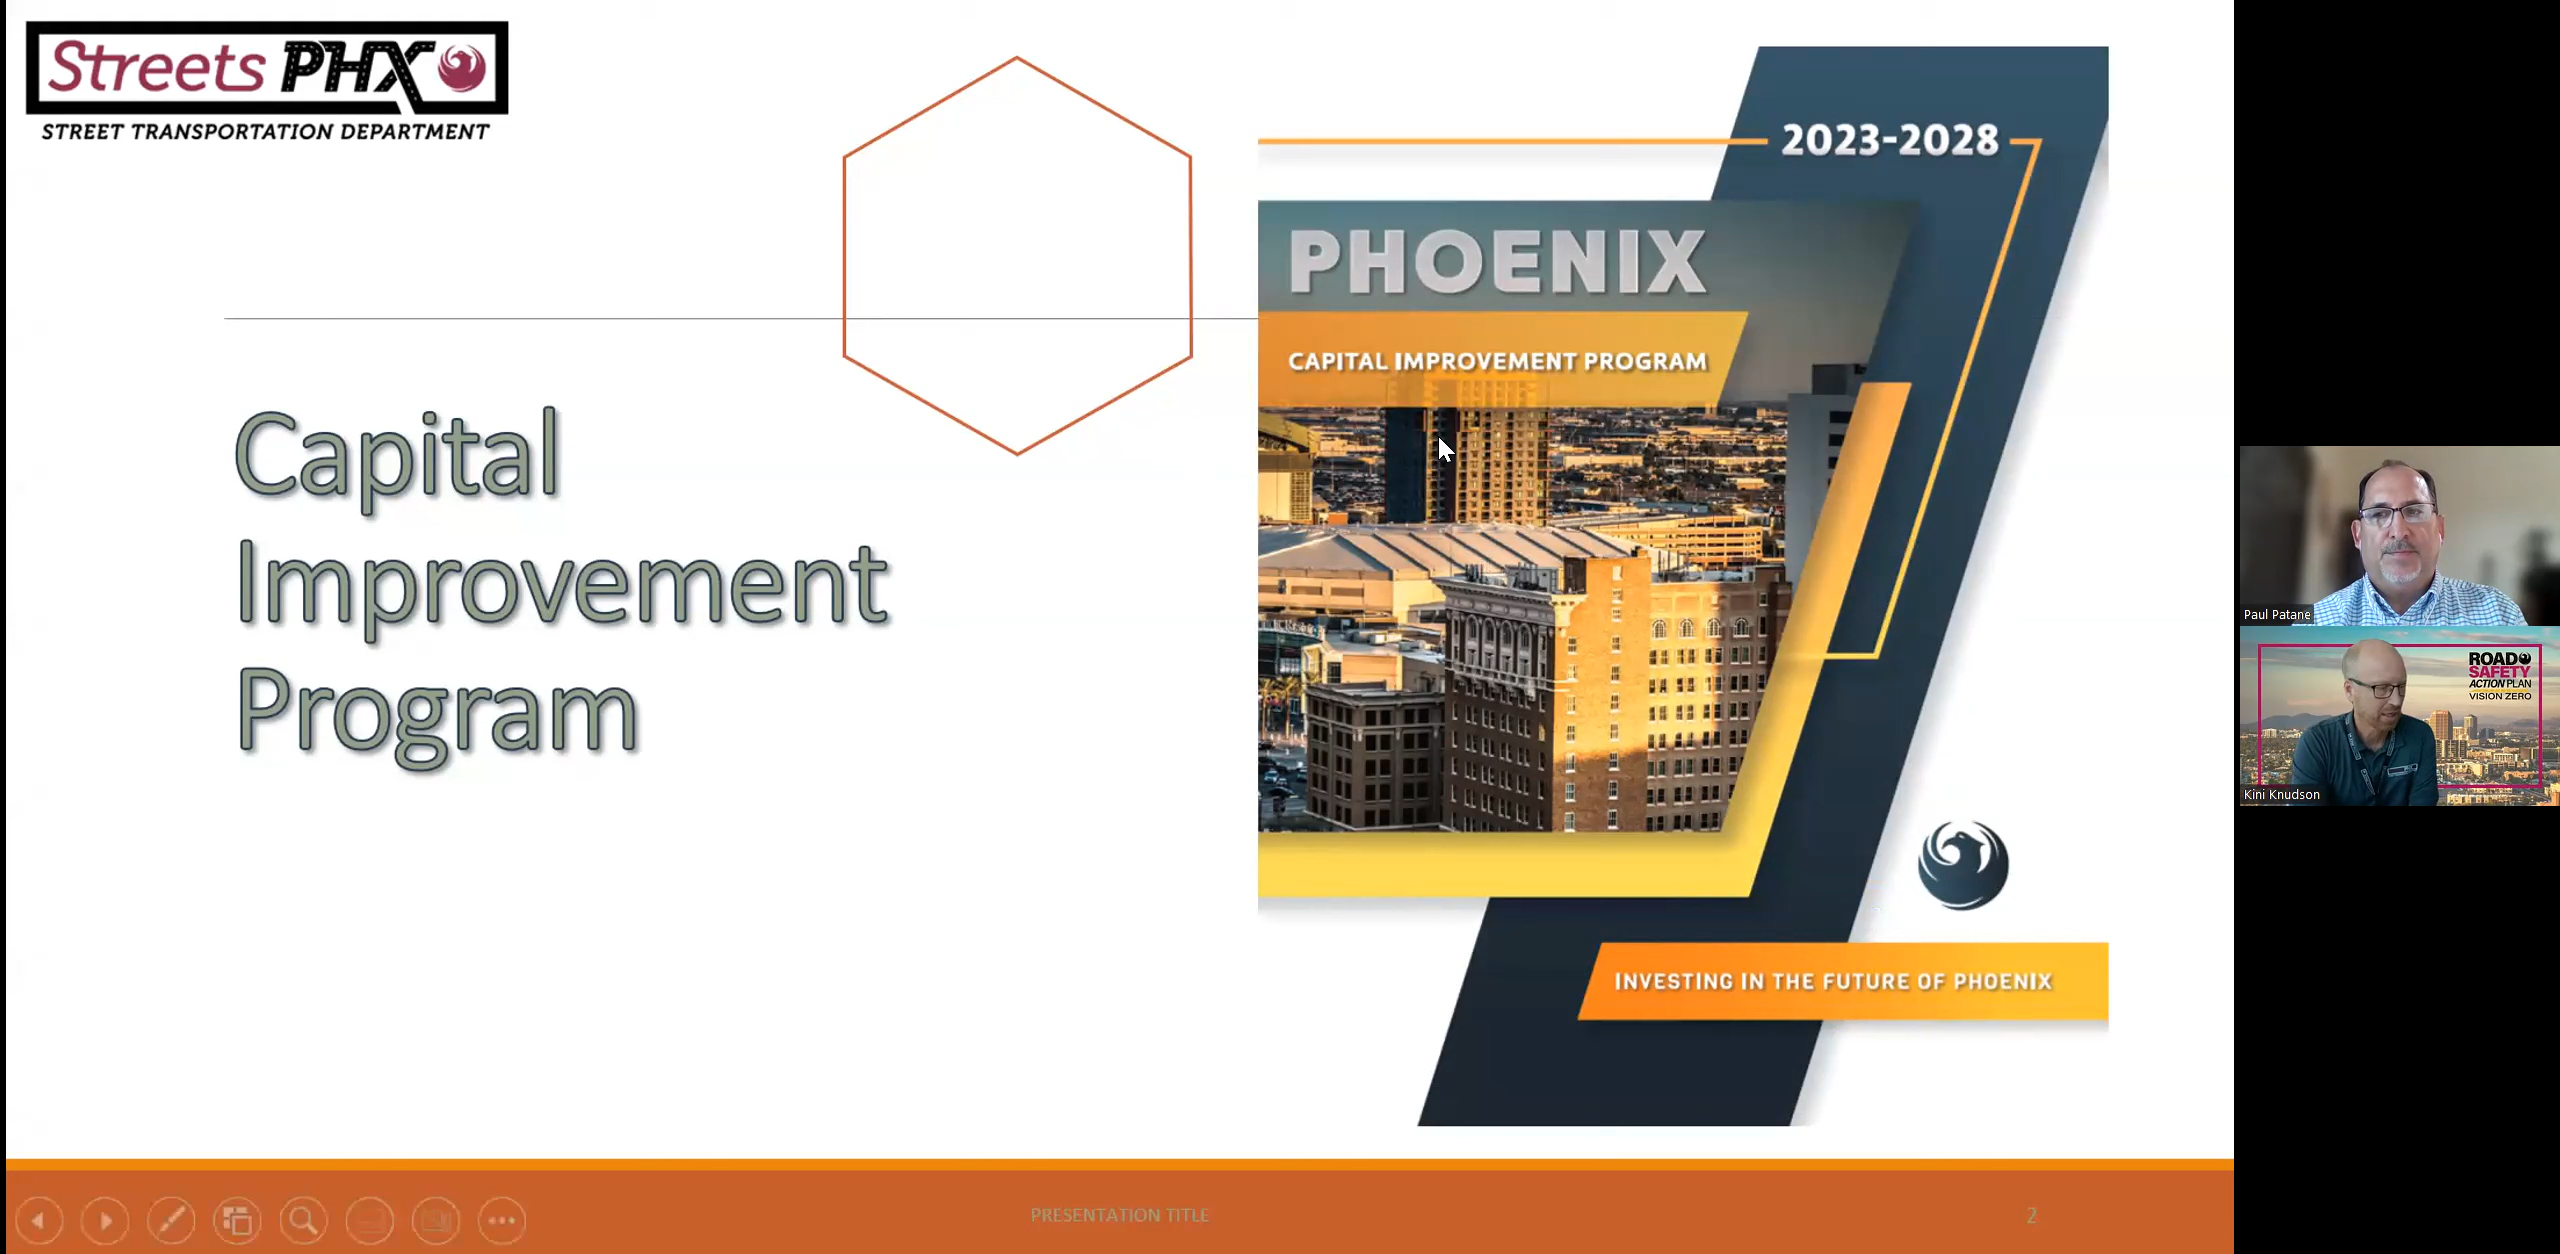 Streets PHX
STREET TRANSPORTATION DEPARTMENT
Capital
Improvement
Program
2023-2028
PHOENIX
CAPITAL IMPROVEMENT PROGRAM
INVESTING IN THE FUTURE OF PHOENIX
PRESENTATION TITLE
2
Paul Patane
ROAD
SAFETY
ACTION PLAN
VISION ZERO
Kini Knudson